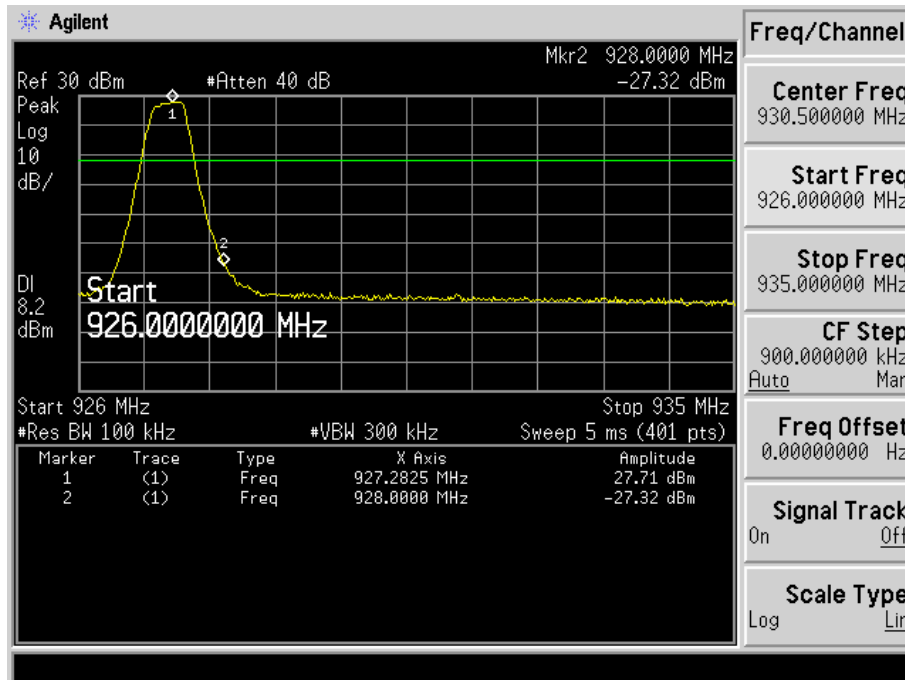 Agilent
Freq/Channel
Mkr2 928.0000 MHz
Ref 30 dBm #Atten 40 dB -27.32 dBm
Peak
Log
10
dB/
1
2
DI
8.2
dBm
Start
926.0000000 MHz
Start 926 MHz Stop 935 MHz
#Res BW 100 kHz #VBW 300 kHz Sweep 5 ms (401 pts)
Marker Trace Type X Axis Amplitude
1 (1) Freq 927.2825 MHz 27.71 dBm
2 (1) Freq 928.0000 MHz -27.32 dBm
Center Freq
930.500000 MHz
Start Freq
926.000000 MHz
Stop Freq
935.000000 MHz
CF Step
900.000000 kHz
Auto Man
Freq Offset
0.00000000 Hz
Signal Track
On Off
Scale Type
Log Lin